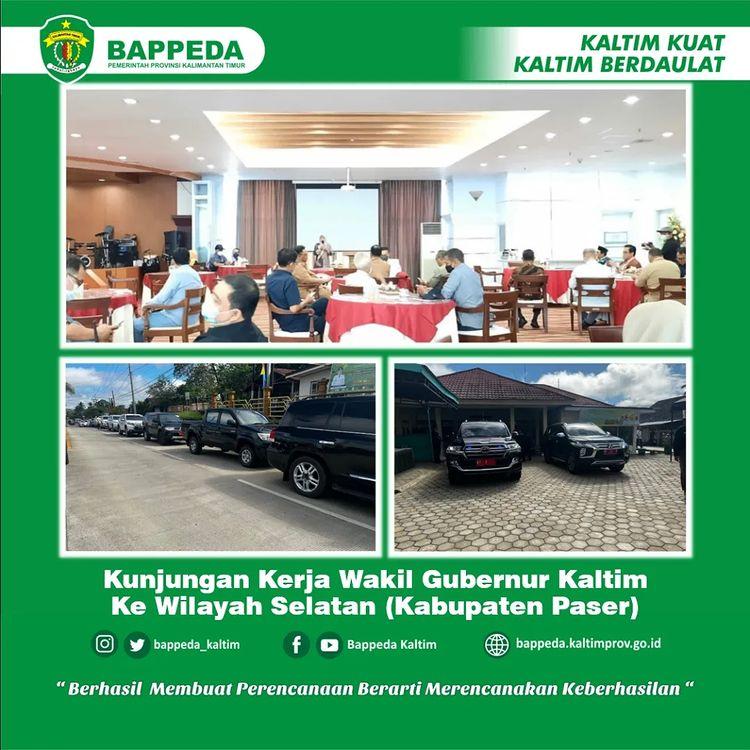 BAPPEDA
PEMERINTAH PROVINSI KALIMANTAN TIMUR
KALTIM KUAT
KALTIM BERDAULAT
Kunjungan Kerja Wakil Gubernur Kaltim
Ke Wilayah Selatan (Kabupaten Paser)
bappeda_kaltim
Bappeda Kaltim
bappeda.kaltimprov.go.id
“ Berhasil Membuat Perencanaan Berarti Merencanakan Keberhasilan “